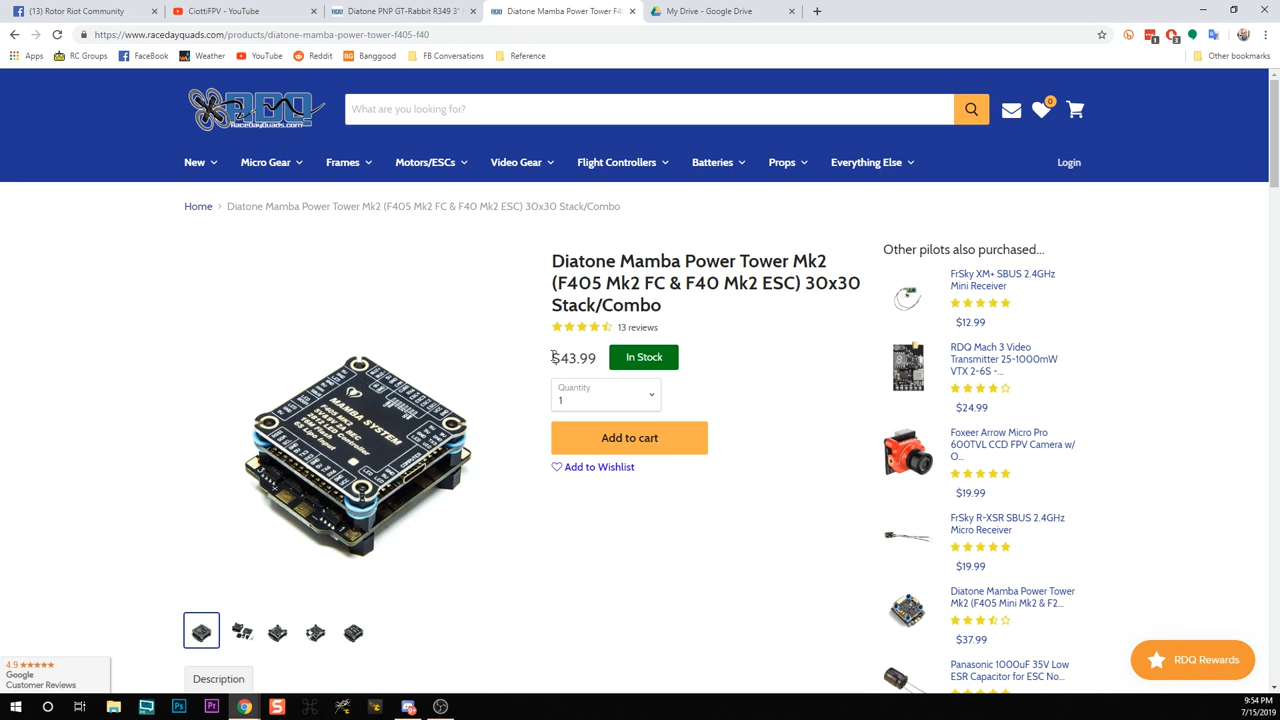 (13) Rotor Riot Community
CiottiFPV - YouTube
Diatone PNP GT-Rabbit R349 3"
Diatone Mamba Power Tower F4
My Drive - Google Drive
https://www.racedayquads.com/products/diatone-mamba-power-tower-f405-f40
Apps
RC Groups
FaceBook
Weather
YouTube
Reddit
Banggood
FB Conversations
Reference
Other bookmarks
RDQ
RaceDayQuads.com
What are you looking for?
0
New
Micro Gear
Frames
Motors/ESCs
Video Gear
Flight Controllers
Batteries
Props
Everything Else
Login
Home > Diatone Mamba Power Tower Mk2 (F405 Mk2 FC & F40 Mk2 ESC) 30x30 Stack/Combo
Diatone Mamba Power Tower Mk2
(F405 Mk2 FC & F40 Mk2 ESC) 30x30
Stack/Combo
13 reviews
$43.99
In Stock
Quantity
1
Add to cart
Add to Wishlist
MAMBA SYSTEM
F405 MK2
Description
Other pilots also purchased...
FrSky XM+ SBUS 2.4GHz
Mini Receiver
$12.99
RDQ Mach 3 Video
Transmitter 25-1000mW
VTX 2-6S -...
$24.99
Foxeer Arrow Micro Pro
600TVL CCD FPV Camera w/
O...
$19.99
FrSky R-XSR SBUS 2.4GHz
Micro Receiver
$19.99
Diatone Mamba Power Tower
Mk2 (F405 Mini Mk2 & F2...
$37.99
Panasonic 1000uF 35V Low
ESR Capacitor for ESC No...
RDQ Rewards
4.9
Google
Customer Reviews
9:54 PM
7/15/2019